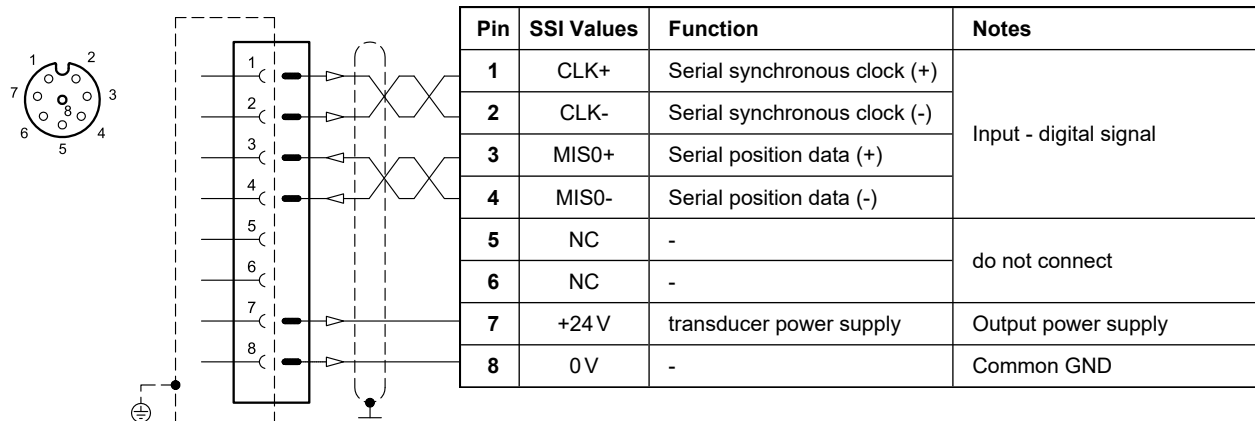 1
2
7
3
8
6
4
5
1
2
3
4
5
6
7
8
Pin SSI Values Function Notes
1 CLK+ Serial synchronous clock (+)
2 CLK- Serial synchronous clock (-)
Input - digital signal
3 MIS0+ Serial position data (+)
4 MIS0- Serial position data (-)
5 NC -
do not connect
6 NC -
7 +24 V transducer power supply Output power supply
8 0 V - Common GND